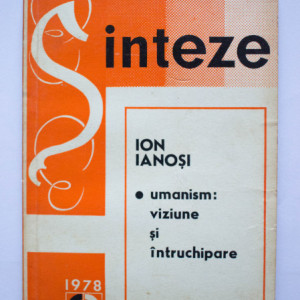 Sinteze
ION
IANOȘI
• umanism:
viziune
și
întruchipare
1978